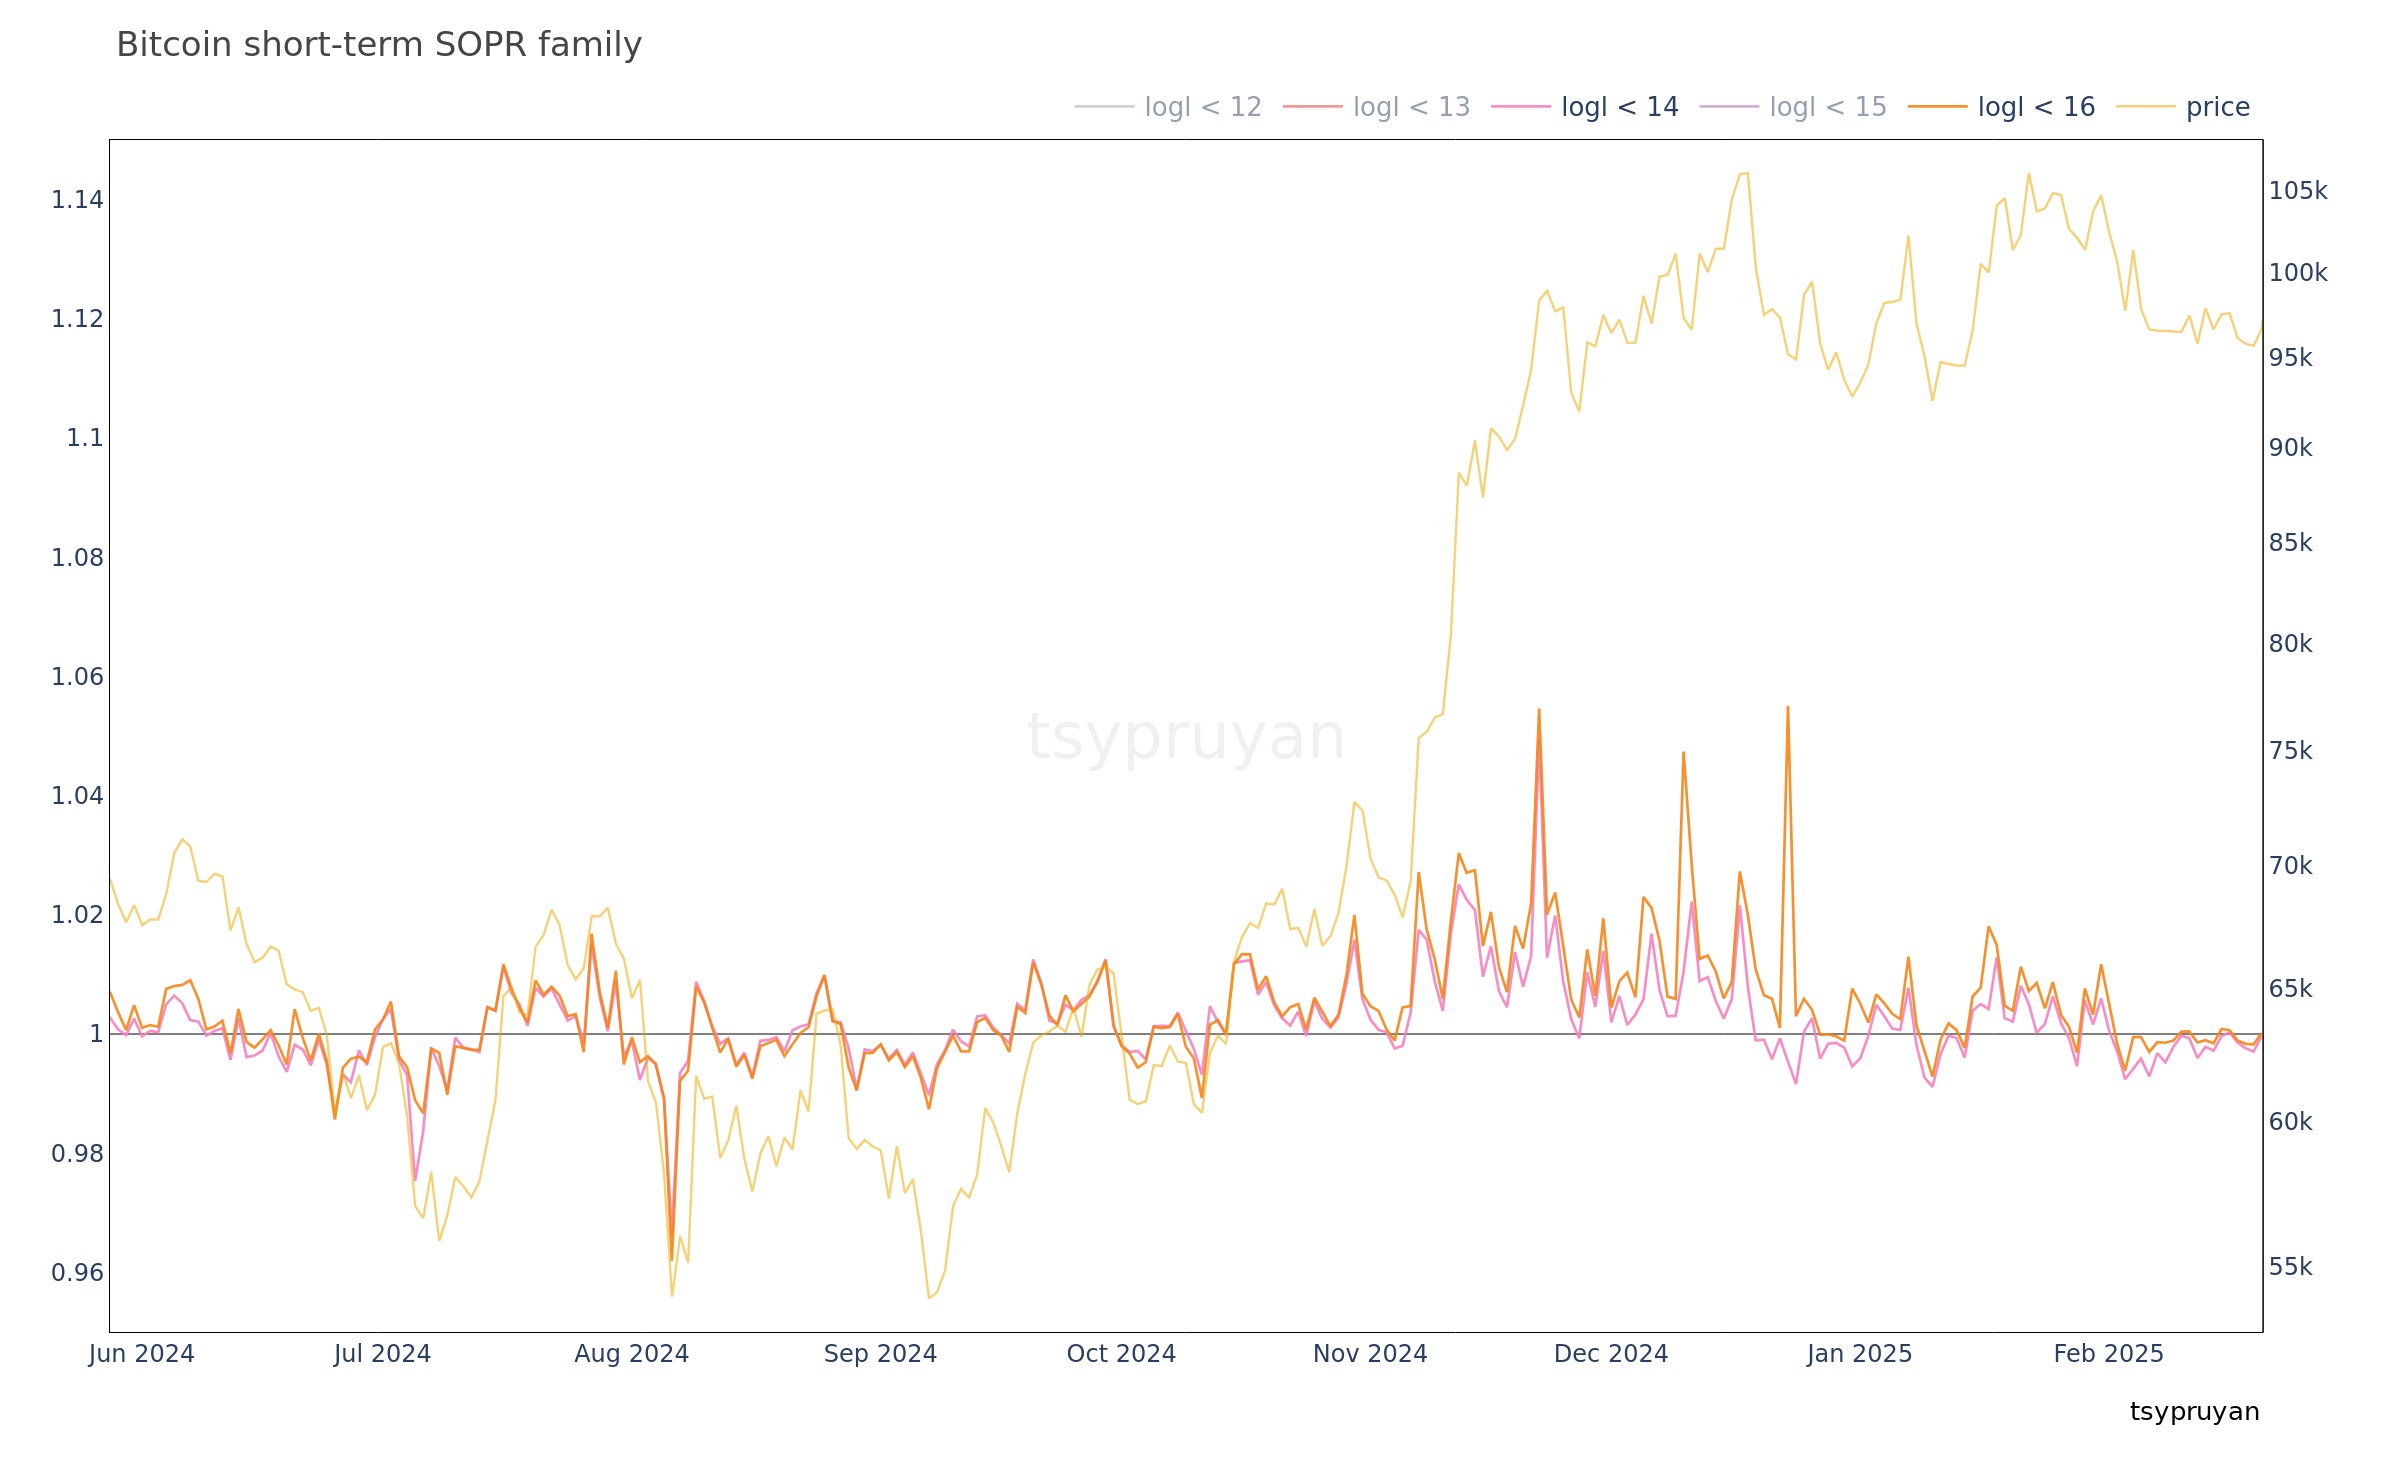 Bitcoin short-term SOPR family
logl < 12 logl < 13 logl < 14 logl < 15 logl < 16 price
1.14
1.12
1.1
1.08
1.06
1.04
1.02
1
0.98
0.96
105k
100k
95k
90k
85k
80k
75k
70k
65k
60k
55k
tsypruyan
Jun 2024 Jul 2024 Aug 2024 Sep 2024 Oct 2024 Nov 2024 Dec 2024 Jan 2025 Feb 2025
tsypruyan